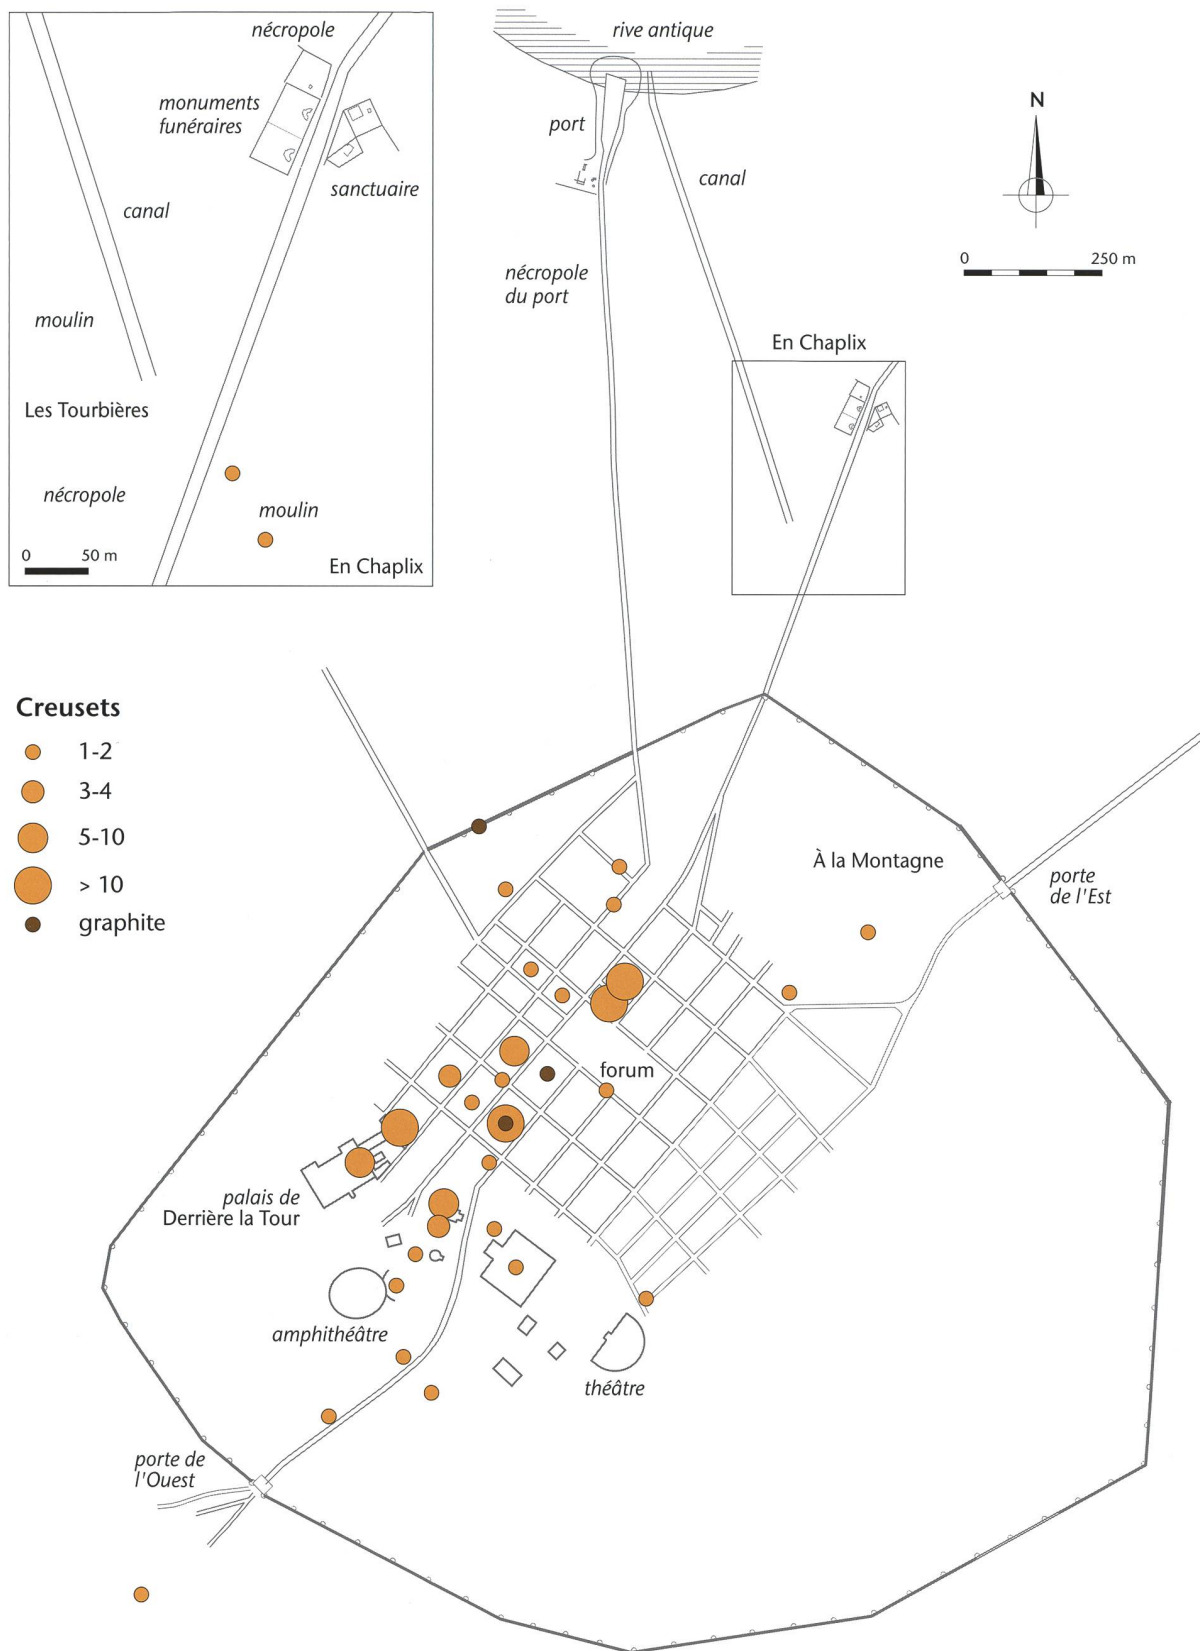 nécropole
monuments
funéraires
sanctuaire
canal
moulin
Les Tourbières
nécropole
moulin
0 50 m
En Chaplix
rive antique
port
canal
nécropole
du port
N
0 250 m
En Chaplix
Creusets
1-2
3-4
5-10
> 10
graphite
À la Montagne
porte
de l'Est
forum
palais de
Derrière la Tour
amphithéâtre
théâtre
porte de
l'Ouest